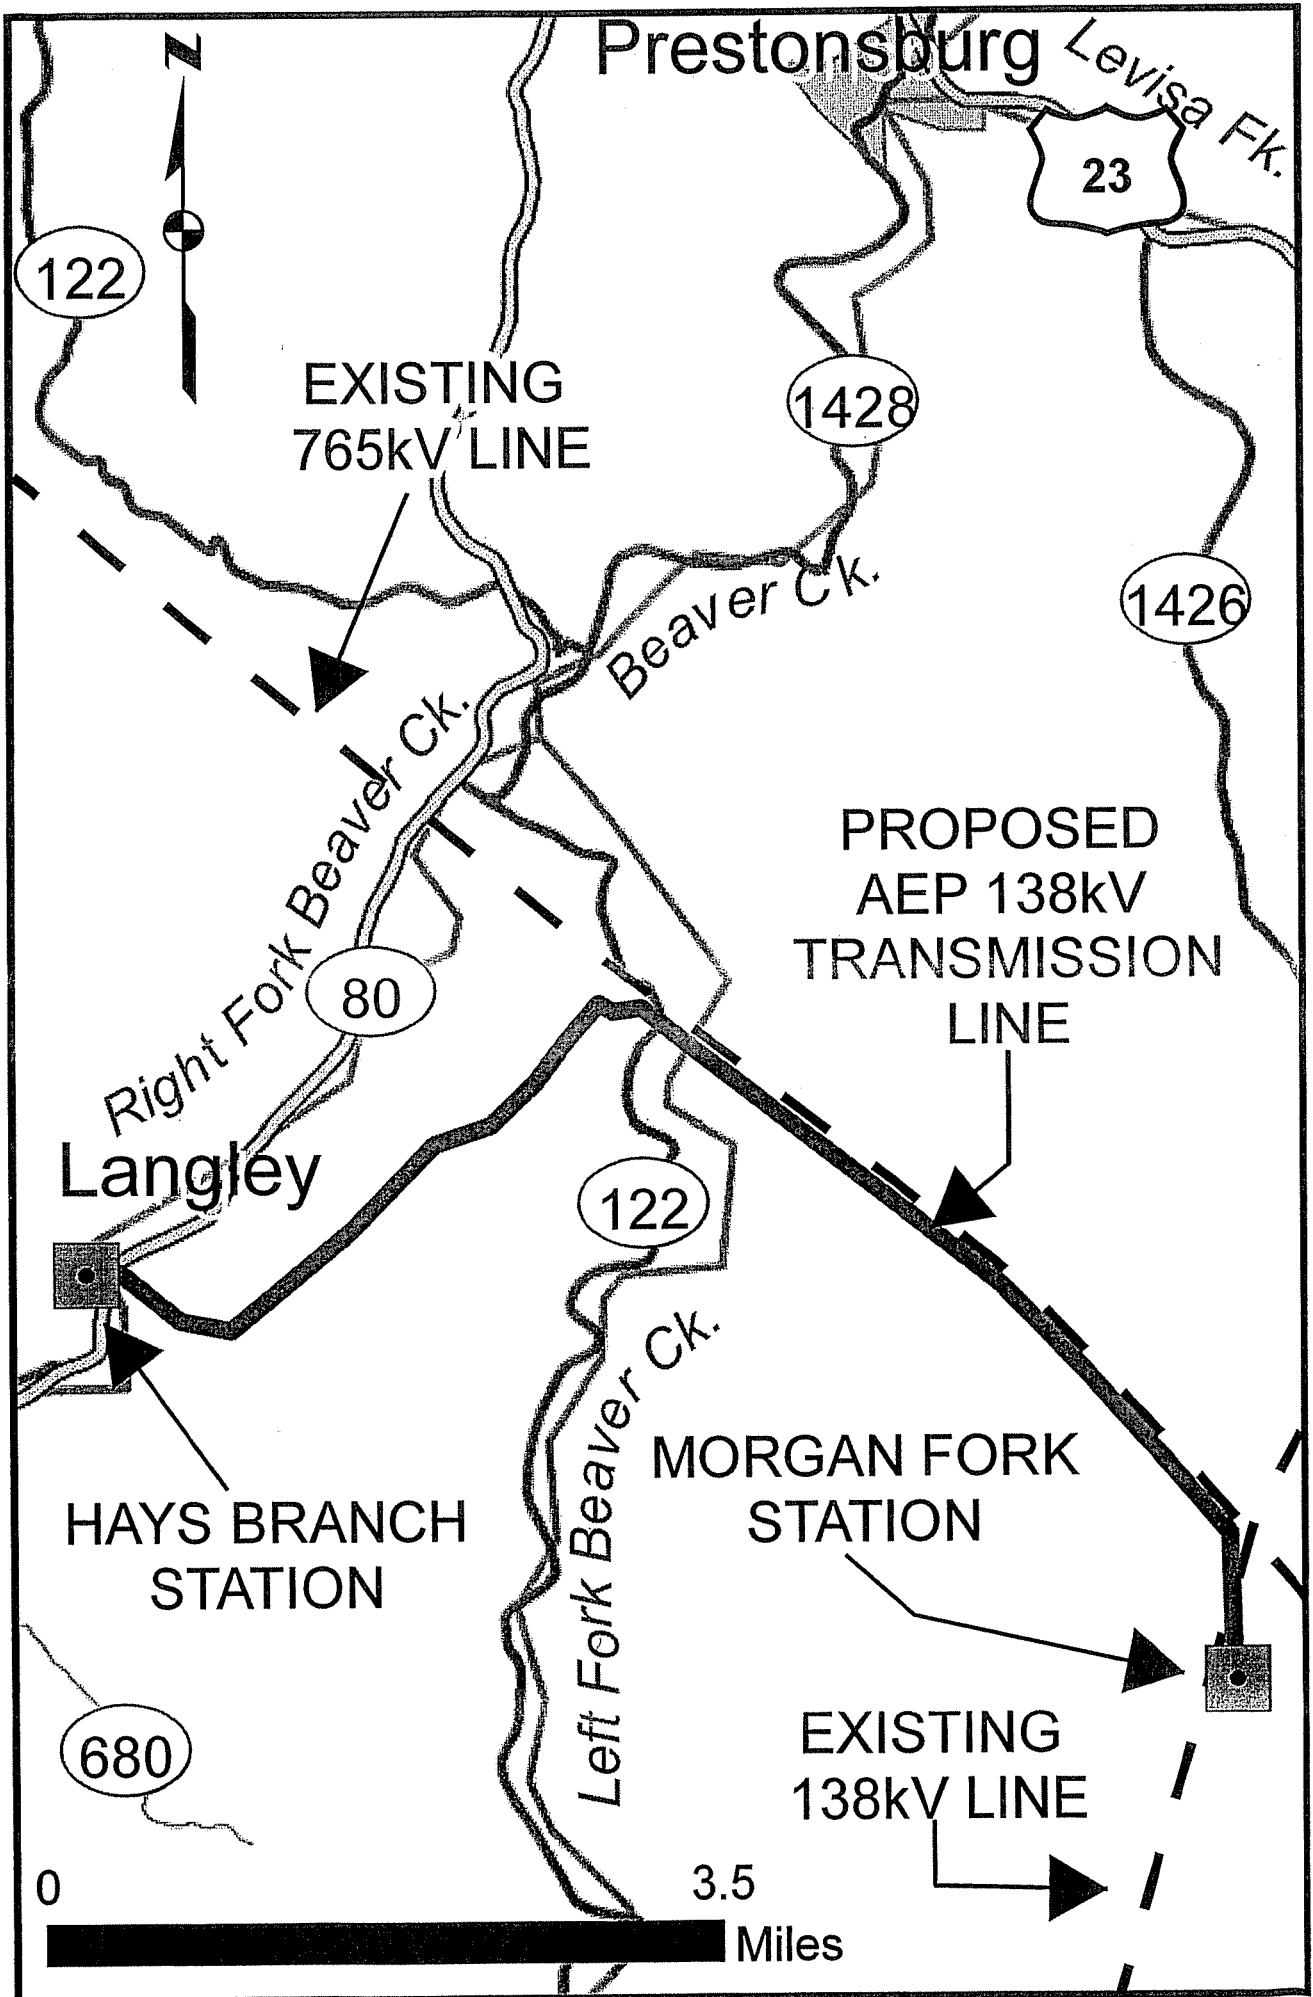 Prestonsburg
Levisa Fk.
N
23
122
EXISTING
765kV LINE
1428
Beaver Ck.
1426
Right Fork Beaver Ck.
PROPOSED
AEP 138kV
TRANSMISSION
LINE
80
Langley
122
Left Fork Beaver Ck.
HAYS BRANCH
STATION
MORGAN FORK
STATION
680
EXISTING
138kV LINE
0
3.5
Miles